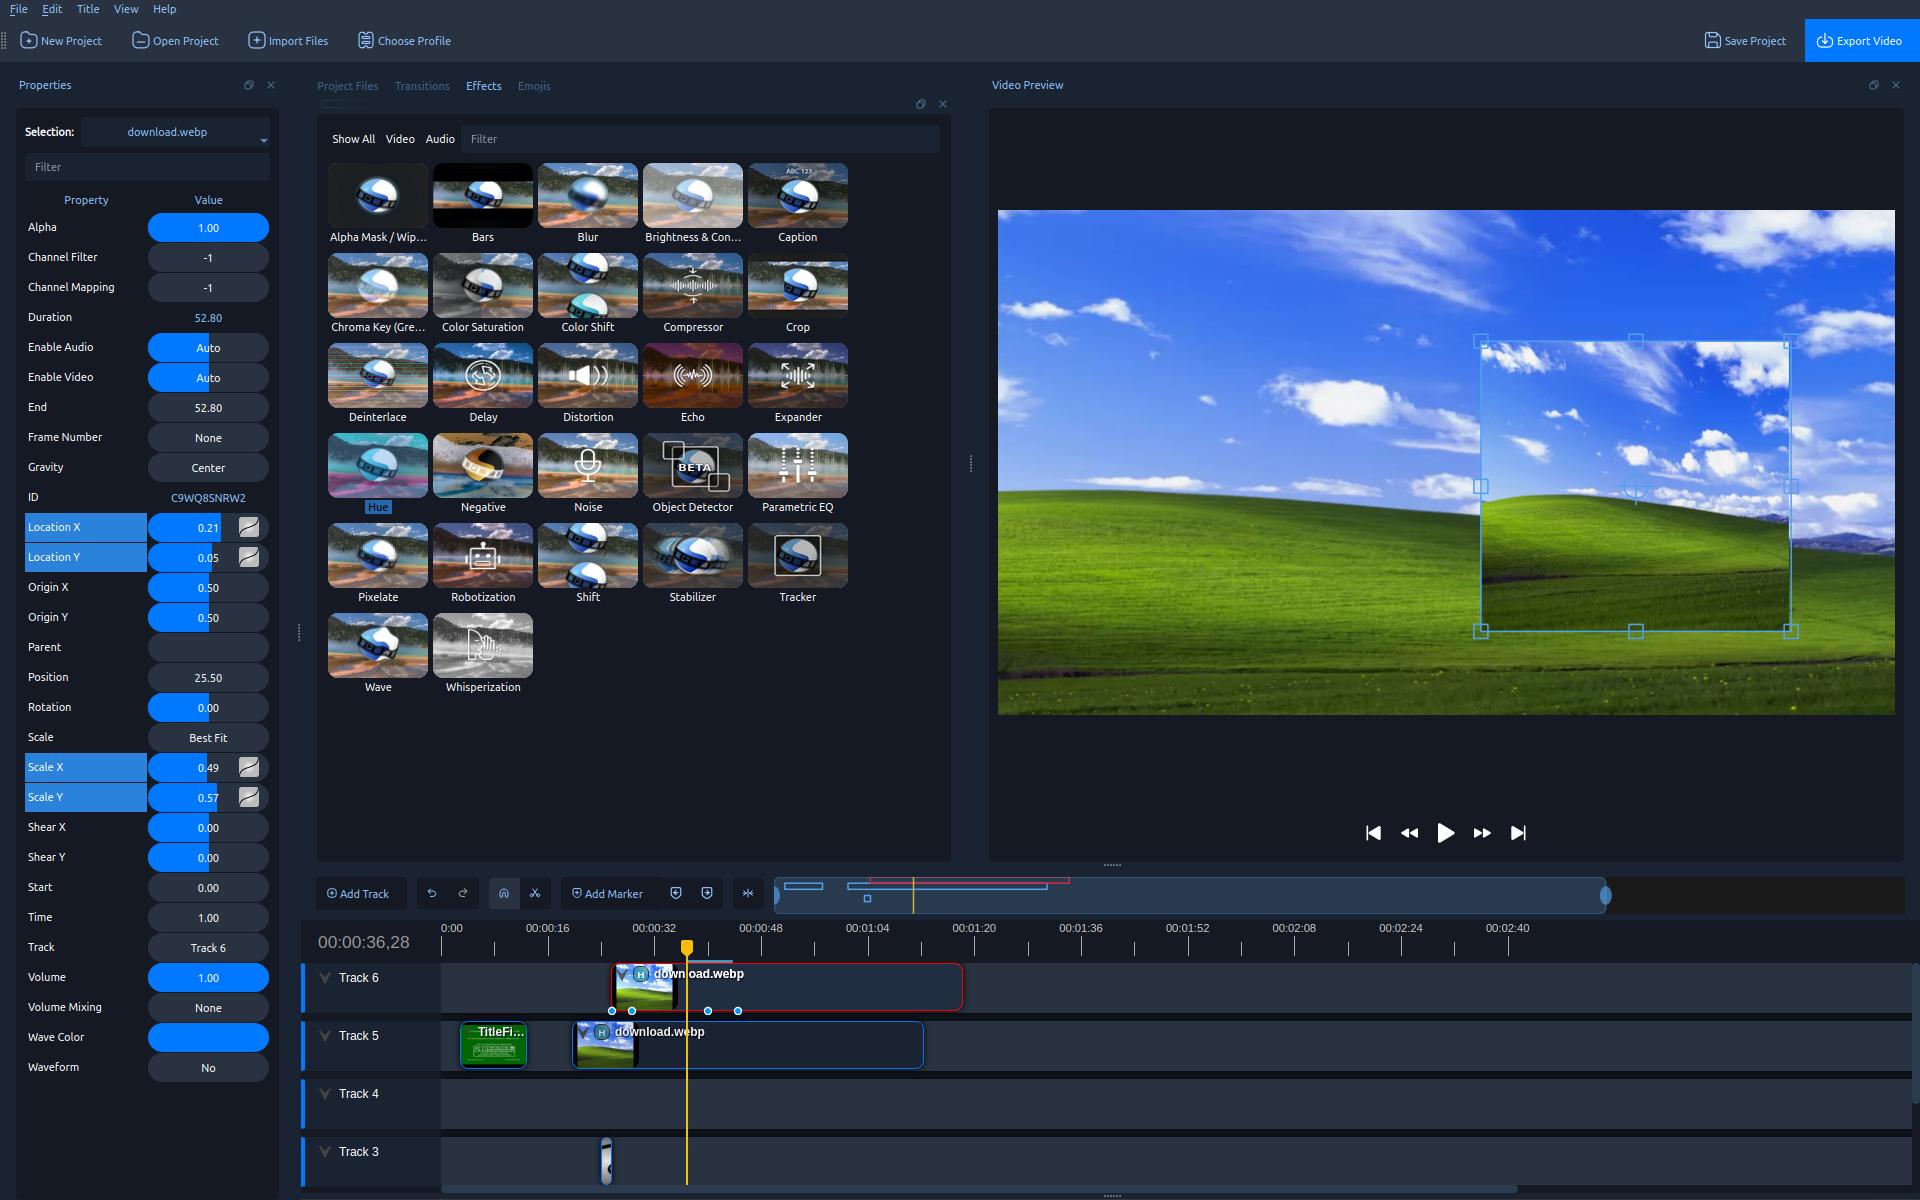 File Edit Title View Help
New Project Open Project Import Files Choose Profile Save Project Export Video
Properties
Selection: download.webp
Filter
Property Value
Alpha 1.00
Channel Filter -1
Channel Mapping -1
Duration 52.80
Enable Audio Auto
Enable Video Auto
End 52.80
Frame Number None
Gravity Center
ID C9WQ8SNRW2
Location X 0.21
Location Y 0.05
Origin X 0.50
Origin Y 0.50
Parent
Position 25.50
Rotation 0.00
Scale Best Fit
Scale X 0.49
Scale Y 0.57
Shear X 0.00
Shear Y 0.00
Start 0.00
Time 1.00
Track Track 6
Volume 1.00
Volume Mixing None
Wave Color
Waveform No
Project Files Transitions Effects Emojis
Show All Video Audio Filter
ABC 123
Alpha Mask / Wip... Bars Blur Brightness & Con... Caption
Chroma Key (Gre... Color Saturation Color Shift Compressor Crop
Deinterlace Delay Distortion Echo Expander
BETA
Hue Negative Noise Object Detector Parametric EQ
Pixelate Robotization Shift Stabilizer Tracker
Wave Whisperization
Video Preview
Add Track Add Marker
00:00:36,28
0:00 00:00:16 00:00:32 00:00:48 00:01:04 00:01:20 00:01:36 00:01:52 00:02:08 00:02:24 00:02:40
Track 6 H download.webp
Track 5 TitleFi... H download.webp
Track 4
Track 3